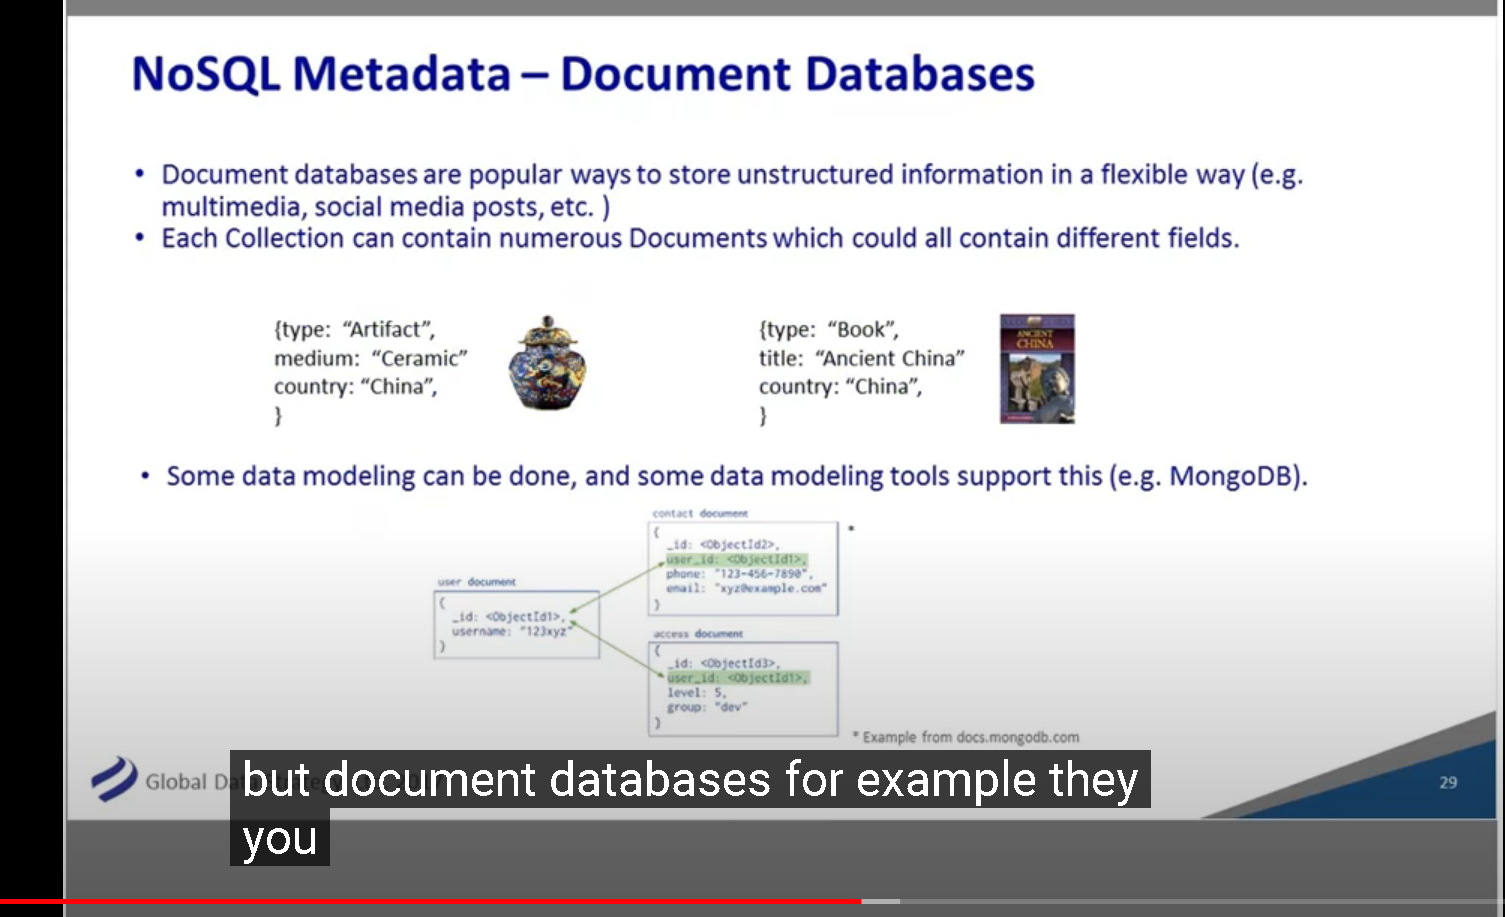 NoSQL Metadata – Document Databases
• Document databases are popular ways to store unstructured information in a flexible way (e.g.
multimedia, social media posts, etc. )
• Each Collection can contain numerous Documents which could all contain different fields.
{type: “Artifact”,
medium: “Ceramic”
country: “China”,
}
{type: “Book”,
title: “Ancient China”
country: “China”,
}
ANCIENT
CHINA
• Some data modeling can be done, and some data modeling tools support this (e.g. MongoDB).
user document
{
_id: <ObjectId1>,
username: "123xyz"
}
contact document
*
{
_id: <ObjectId2>,
user_id: <ObjectId1>,
phone: "123-456-7890",
email: "xyz@example.com"
}
access document
{
_id: <ObjectId3>,
user_id: <ObjectId1>,
level: 5,
group: "dev"
}
* Example from docs.mongodb.com
Global
29
but document databases for example they
you